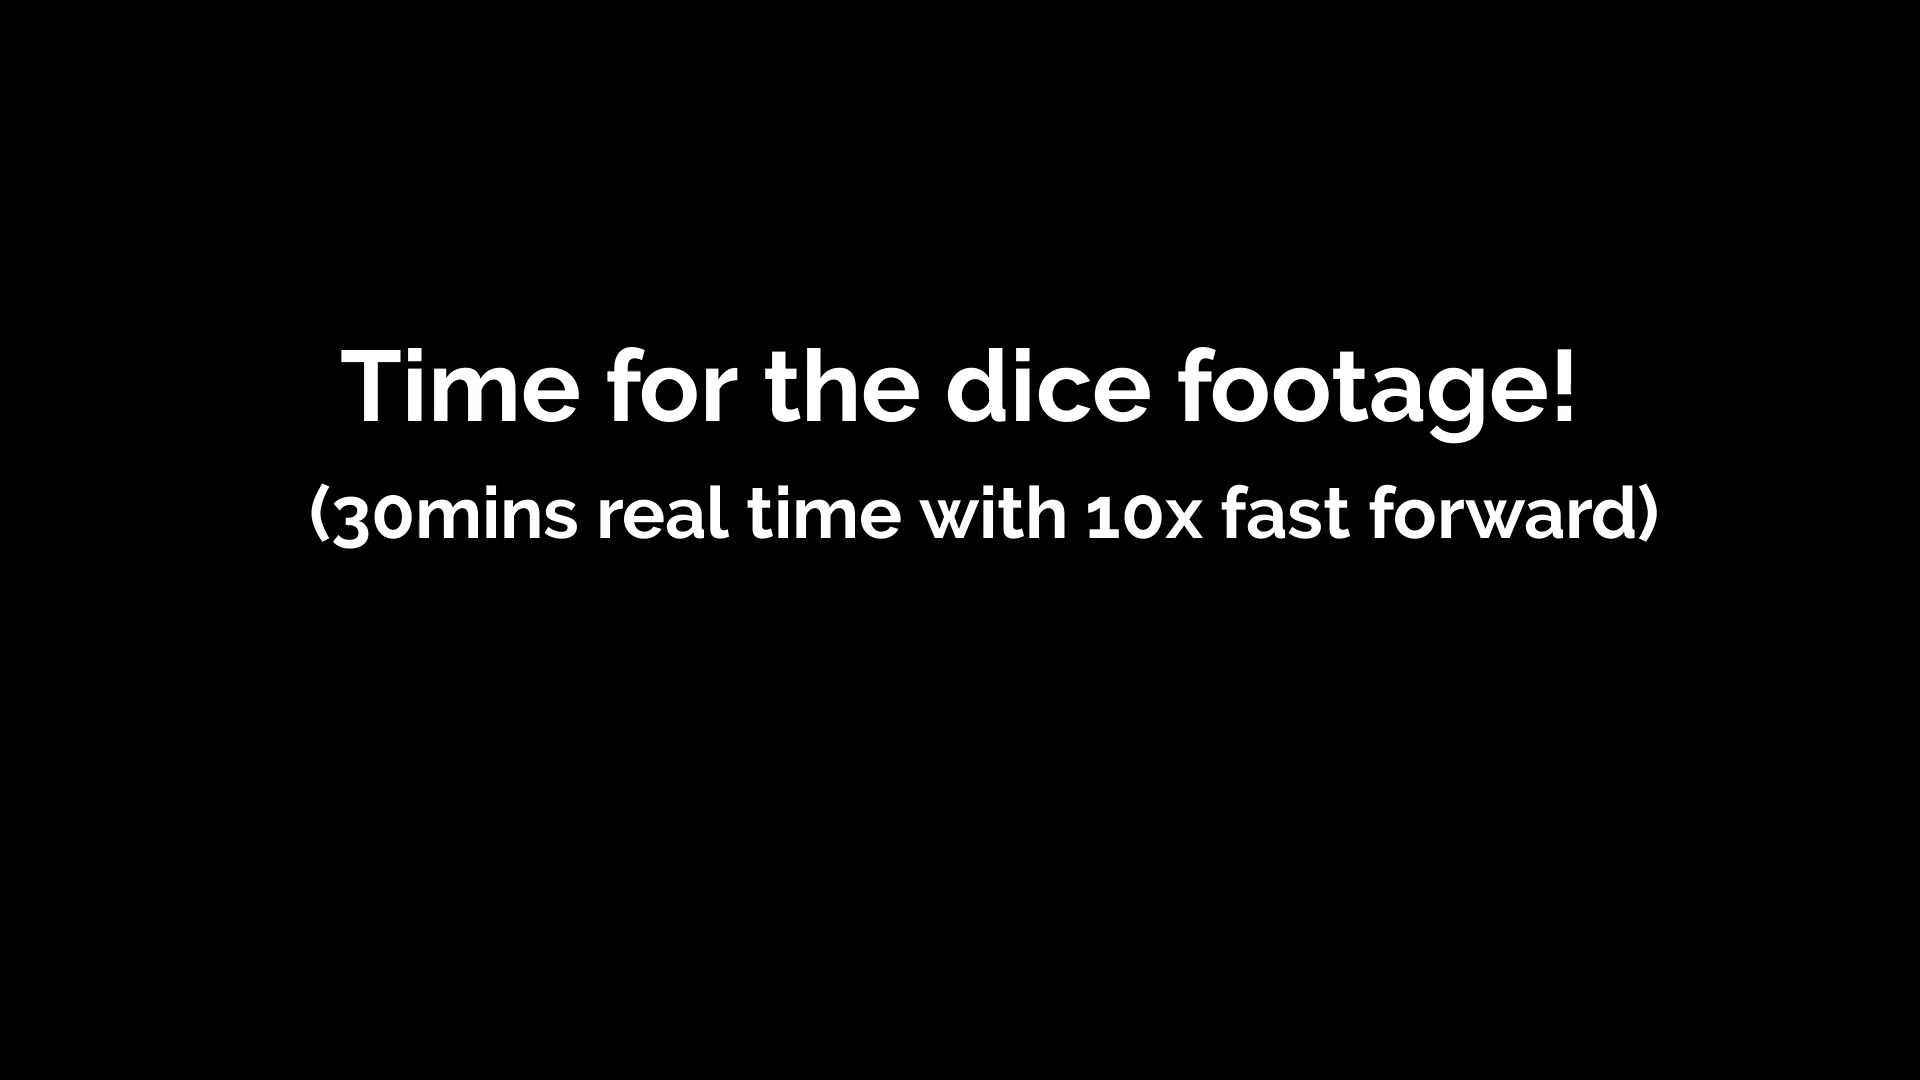 Time for the dice footage!
(30mins real time with 10x fast forward)